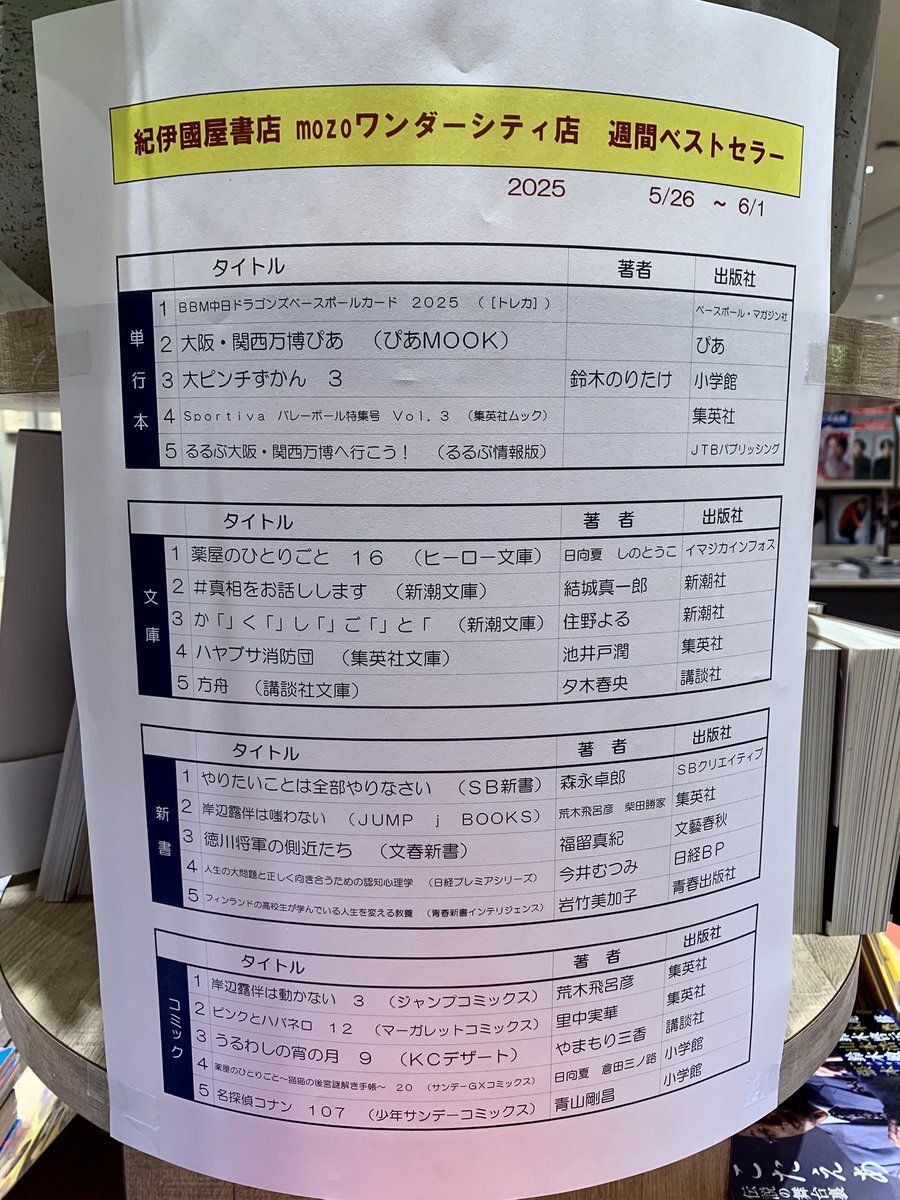 紀伊國屋書店 mozoワンダーシティ店　週間ベストセラー
2025　5/26 ～ 6/1
単行本
タイトル　著者　出版社
1 BBM中日ドラゴンズベースボールカード　2025　（［トレカ］）　ベースボール・マガジン社
2 大阪・関西万博ぴあ　（ぴあMOOK）　ぴあ
3 大ピンチずかん　3　鈴木のりたけ　小学館
4 Sportiva　バレーボール特集号　Vol.3　（集英社ムック）　集英社
5 るるぶ大阪・関西万博へ行こう！　（るるぶ情報版）　JTBパブリッシング
文庫
タイトル　著者　出版社
1 薬屋のひとりごと　16　（ヒーロー文庫）　日向夏　しのとうこ　イマジカインフォス
2 #真相をお話しします　（新潮文庫）　結城真一郎　新潮社
3 か「」く「」し「」ご「」と「　（新潮文庫）　住野よる　新潮社
4 ハヤブサ消防団　（集英社文庫）　池井戸潤　集英社
5 方舟　（講談社文庫）　夕木春央　講談社
新書
タイトル　著者　出版社
1 やりたいことは全部やりなさい　（SB新書）　森永卓郎　SBクリエイティブ
2 岸辺露伴は嗤わない　（JUMP j BOOKS）　荒木飛呂彦　柴田勝家　集英社
3 徳川将軍の側近たち　（文春新書）　福留真紀　文藝春秋
4 人生の大問題と正しく向き合うための認知心理学　（日経プレミアシリーズ）　今井むつみ　日経BP
5 フィンランドの高校生が学んでいる人生を変える教養　（青春新書インテリジェンス）　岩竹美加子　青春出版社
コミック
タイトル　著者　出版社
1 岸辺露伴は動かない　3　（ジャンプコミックス）　荒木飛呂彦　集英社
2 ピンクとハバネロ　12　（マーガレットコミックス）　里中実華　集英社
3 うるわしの宵の月　9　（KCデザート）　やまもり三香　講談社
4 薬屋のひとりごと～猫猫の後宮謎解き手帳～　20　（サンデーGXコミックス）　日向夏　倉田三ノ路　小学館
5 名探偵コナン　107　（少年サンデーコミックス）　青山剛昌　小学館
こたえあ
伝説の舞台裏